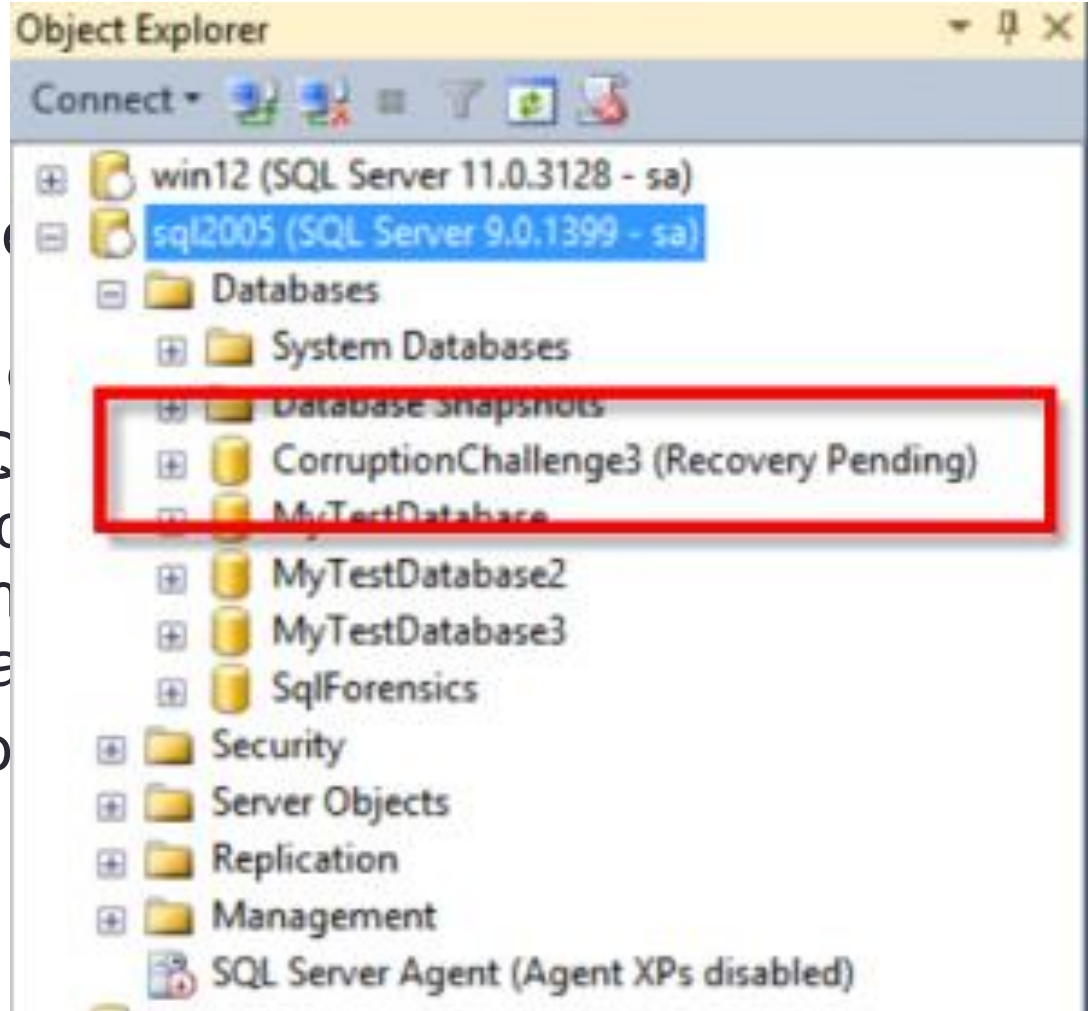 Object Explorer
Connect
win12 (SQL Server 11.0.3128 - sa)
sql2005 (SQL Server 9.0.1399 - sa)
Databases
System Databases
Database Snapshots
CorruptionChallenge3 (Recovery Pending)
MyTestDatabase
MyTestDatabase2
MyTestDatabase3
SqlForensics
Security
Server Objects
Replication
Management
SQL Server Agent (Agent XPs disabled)